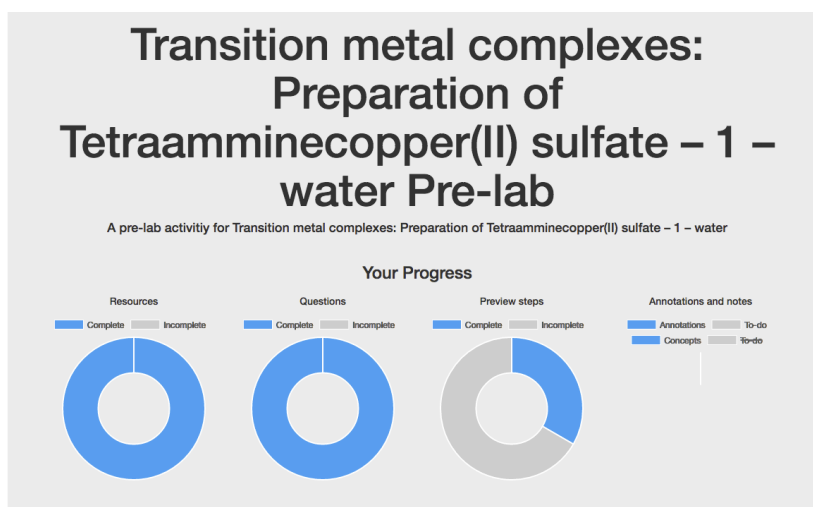 Transition metal complexes:
Preparation of
Tetraamminecopper(II) sulfate – 1 –
water Pre-lab
A pre-lab activitiy for Transition metal complexes: Preparation of Tetraamminecopper(II) sulfate – 1 – water
Your Progress
Resources Questions Preview steps Annotations and notes
Complete Incomplete Complete Incomplete Complete Incomplete Annotations To-do
Concepts To-do